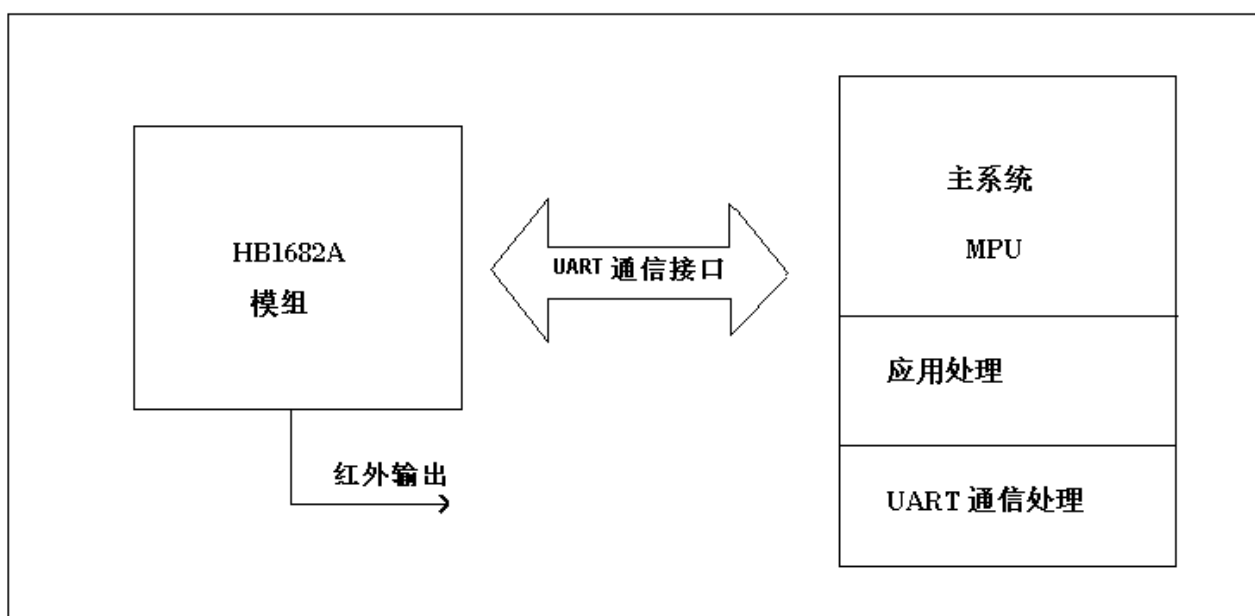 HB1682A
模组
红外输出
UART 通信接口
主系统
MPU
应用处理
UART 通信处理